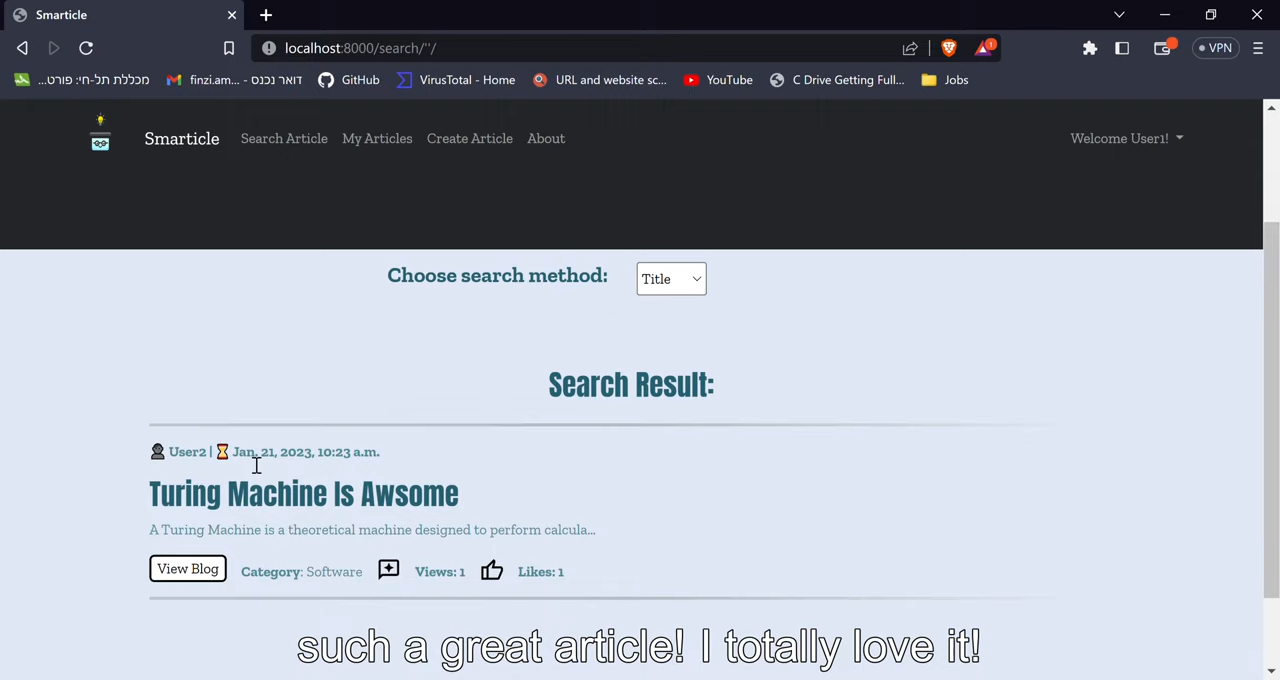 Smarticle
localhost:8000/search/''/
1
VPN
מכללת תל-חי: פורט...
finzi.am... - דואר נכנס
GitHub
VirusTotal - Home
URL and website sc...
YouTube
C Drive Getting Full...
Jobs
Smarticle
Search Article
My Articles
Create Article
About
Welcome User1!
Choose search method:
Title
Search Result:
User2 | Jan. 21, 2023, 10:23 a.m.
Turing Machine Is Awsome
A Turing Machine is a theoretical machine designed to perform calcula...
View Blog
Category: Software
Views: 1
Likes: 1
such a great article! I totally love it!